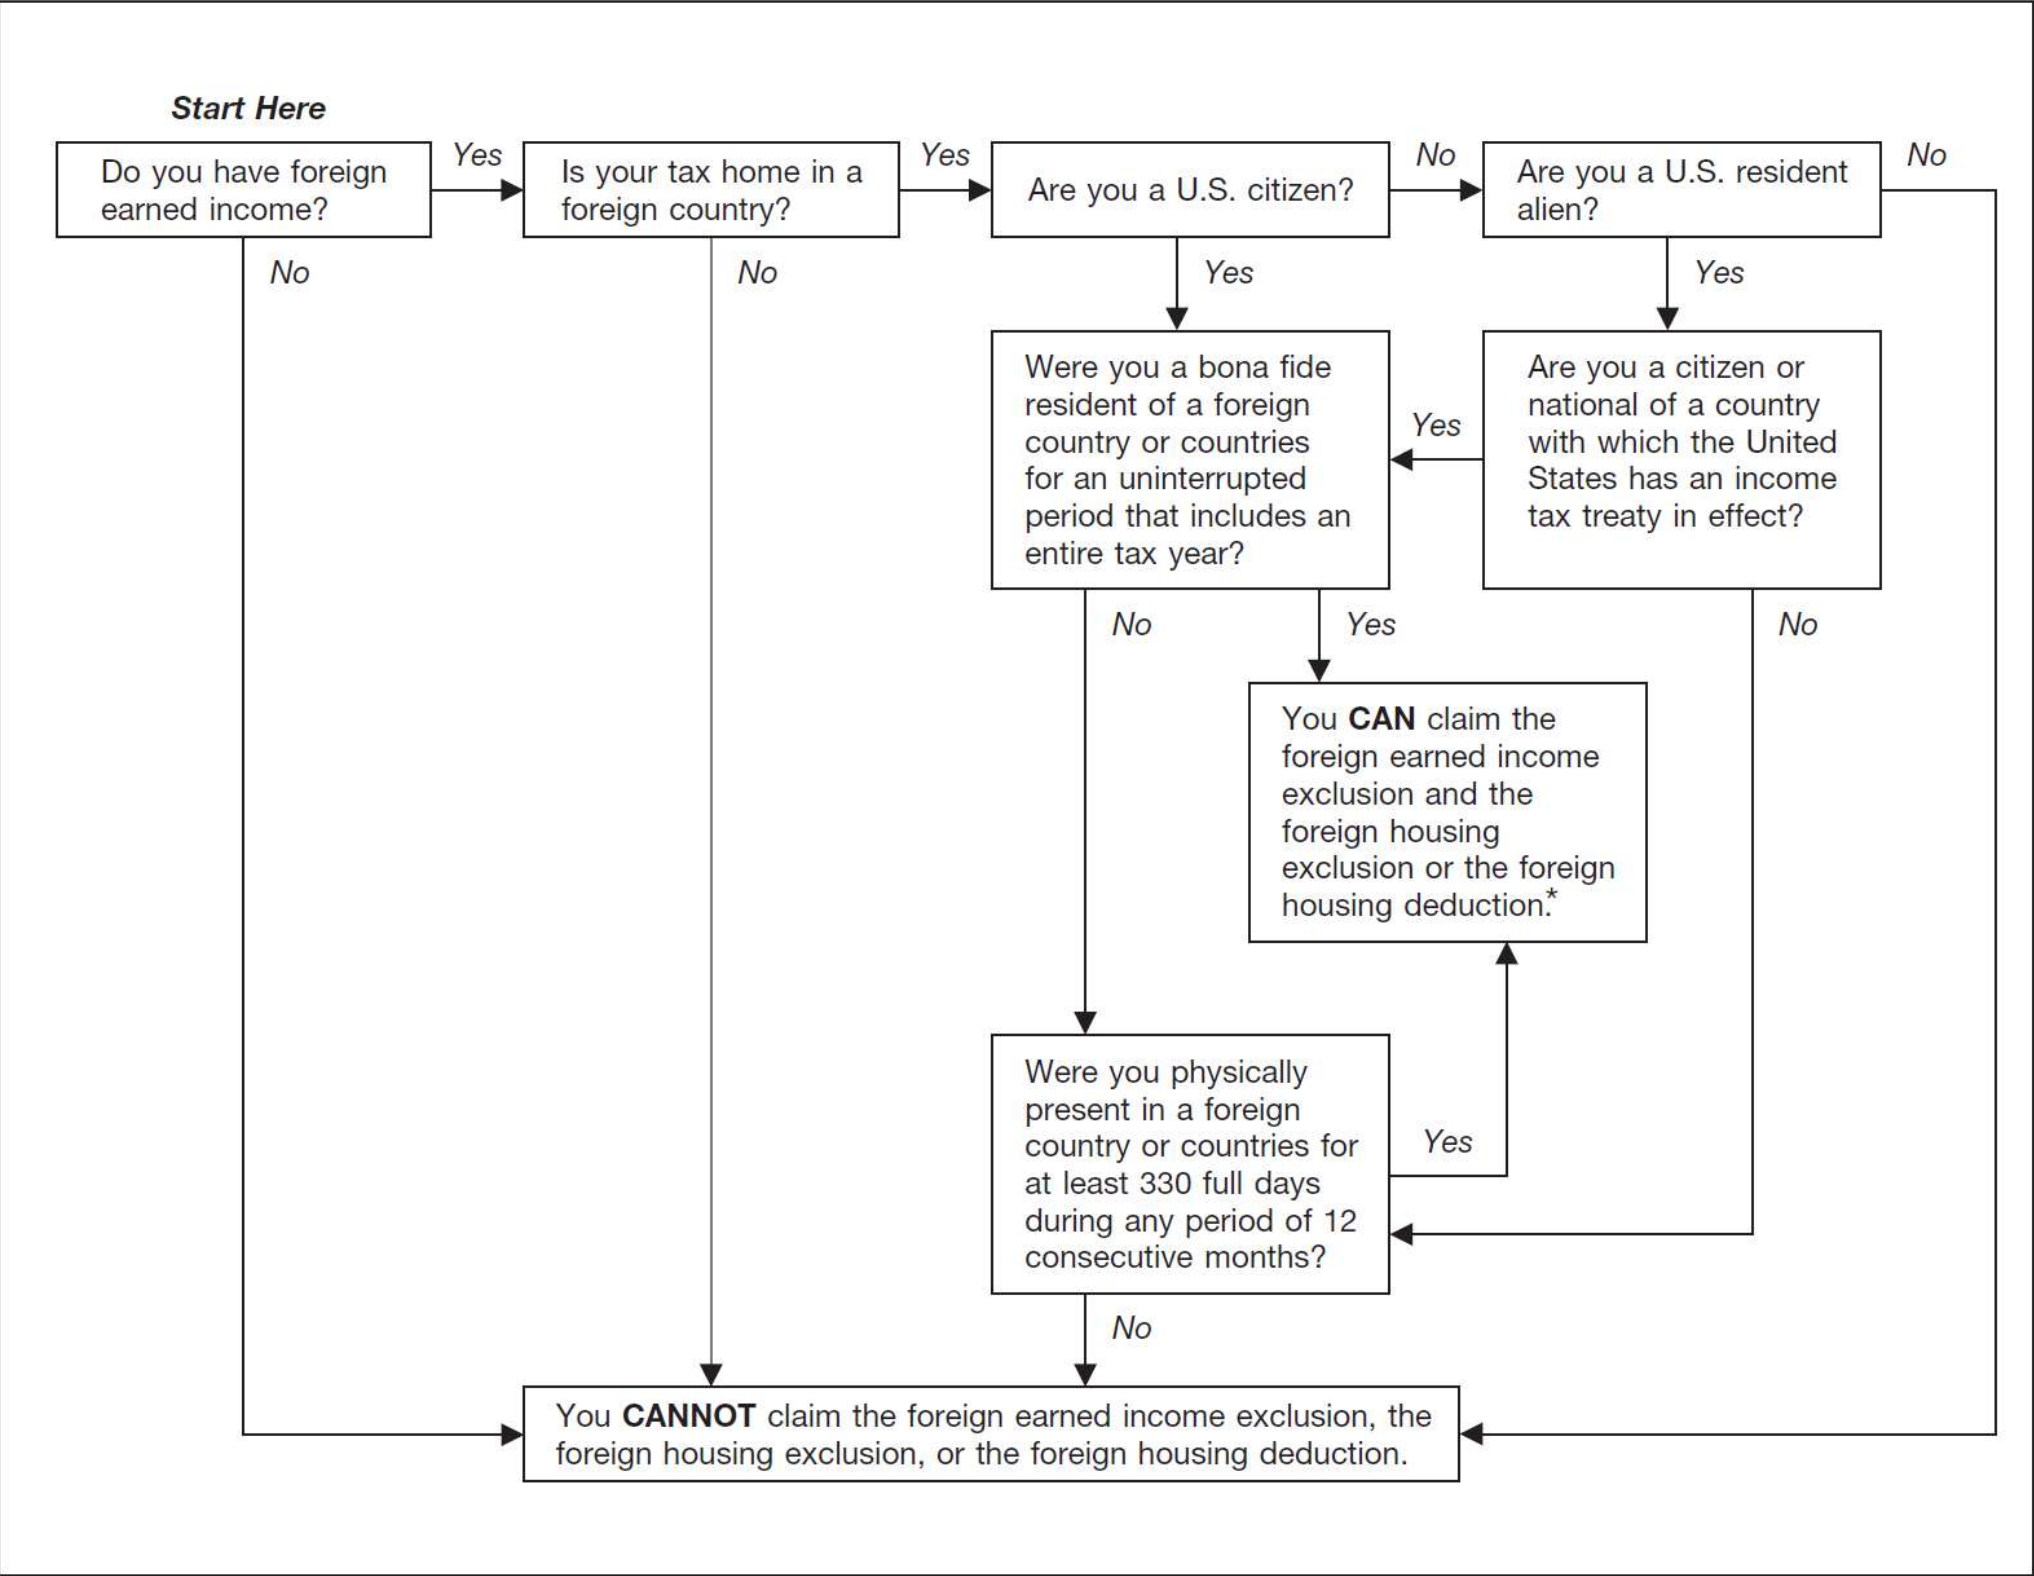 Start Here
Do you have foreign
earned income?
Yes
Is your tax home in a
foreign country?
Yes
Are you a U.S. citizen?
No
Are you a U.S. resident
alien?
No
No
No
Yes
Yes
Were you a bona fide
resident of a foreign
country or countries
for an uninterrupted
period that includes an
entire tax year?
Yes
Are you a citizen or
national of a country
with which the United
States has an income
tax treaty in effect?
No
Yes
No
You CAN claim the
foreign earned income
exclusion and the
foreign housing
exclusion or the foreign
housing deduction.*
Were you physically
present in a foreign
country or countries for
at least 330 full days
during any period of 12
consecutive months?
Yes
No
You CANNOT claim the foreign earned income exclusion, the
foreign housing exclusion, or the foreign housing deduction.